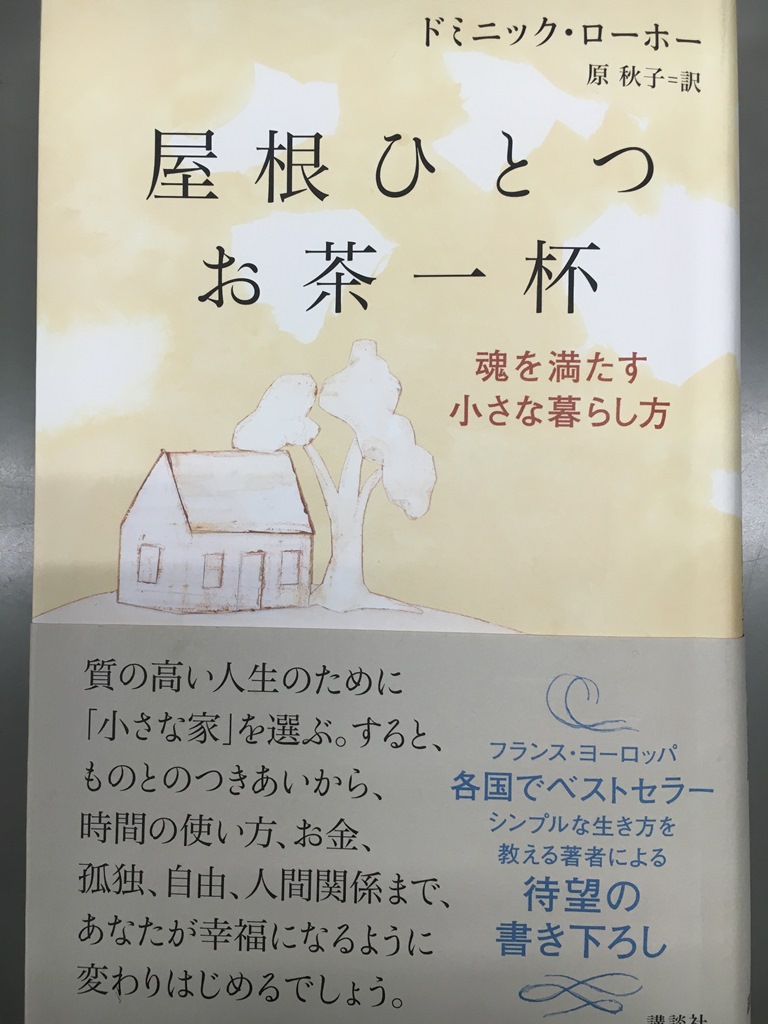 ドミニック・ローホー
原 秋子=訳
屋根ひとつ
お茶一杯
魂を満たす
小さな暮らし方
質の高い人生のために
「小さな家」を選ぶ。すると、
ものとのつきあいから、
時間の使い方、お金、
孤独、自由、人間関係まで、
あなたが幸福になるように
変わりはじめるでしょう。
フランス・ヨーロッパ
各国でベストセラー
シンプルな生き方を
教える著者による
待望の
書き下ろし
講談社